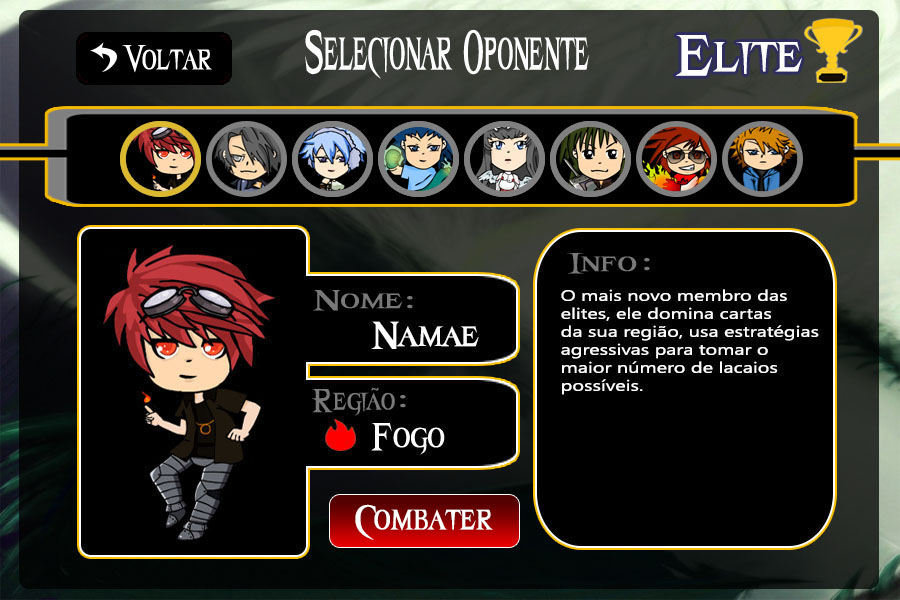 Voltar
Selecionar Oponente
Elite
Nome:
Namae
Região:
Fogo
Combater
Info:
O mais novo membro das
elites, ele domina cartas
da sua região, usa estratégias
agressivas para tomar o
maior número de lacaios
possíveis.